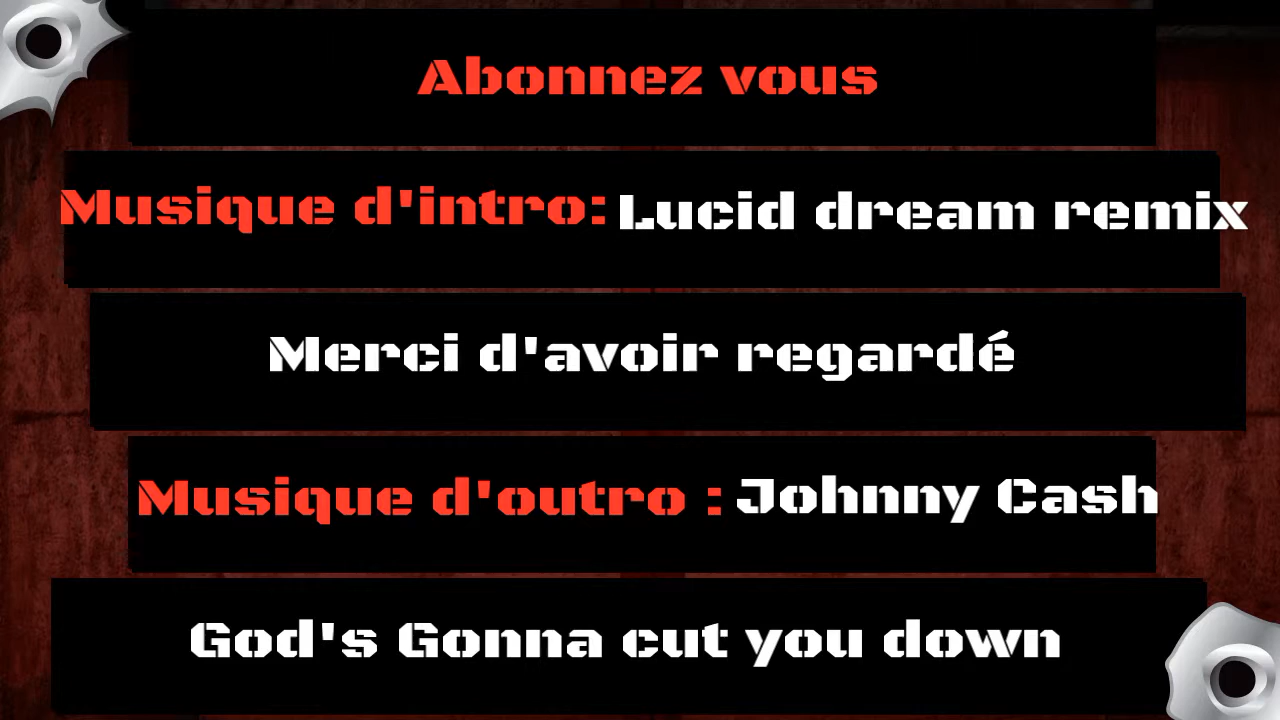 Abonnez vous
Musique d'intro: Lucid dream remix
Merci d'avoir regardé
Musique d'outro : Johnny Cash
God's Gonna cut you down